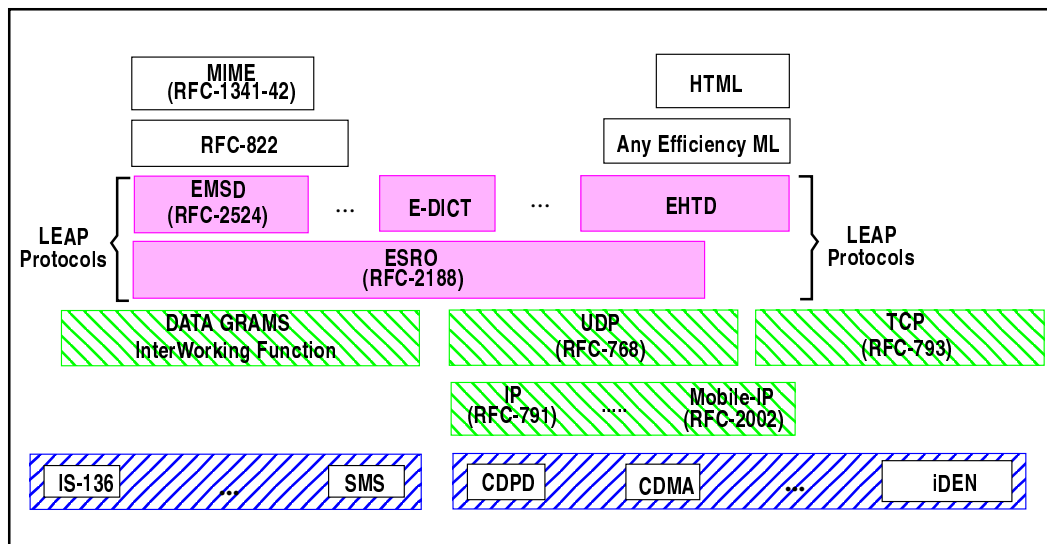 MIME
(RFC-1341-42)
HTML
RFC-822
Any Efficiency ML
LEAP
Protocols
EMSD
(RFC-2524)
...
E-DICT
...
EHTD
LEAP
Protocols
ESRO
(RFC-2188)
DATA GRAMS
InterWorking Function
UDP
(RFC-768)
TCP
(RFC-793)
IP
(RFC-791)
.....
Mobile-IP
(RFC-2002)
IS-136
...
SMS
CDPD
CDMA
...
iDEN